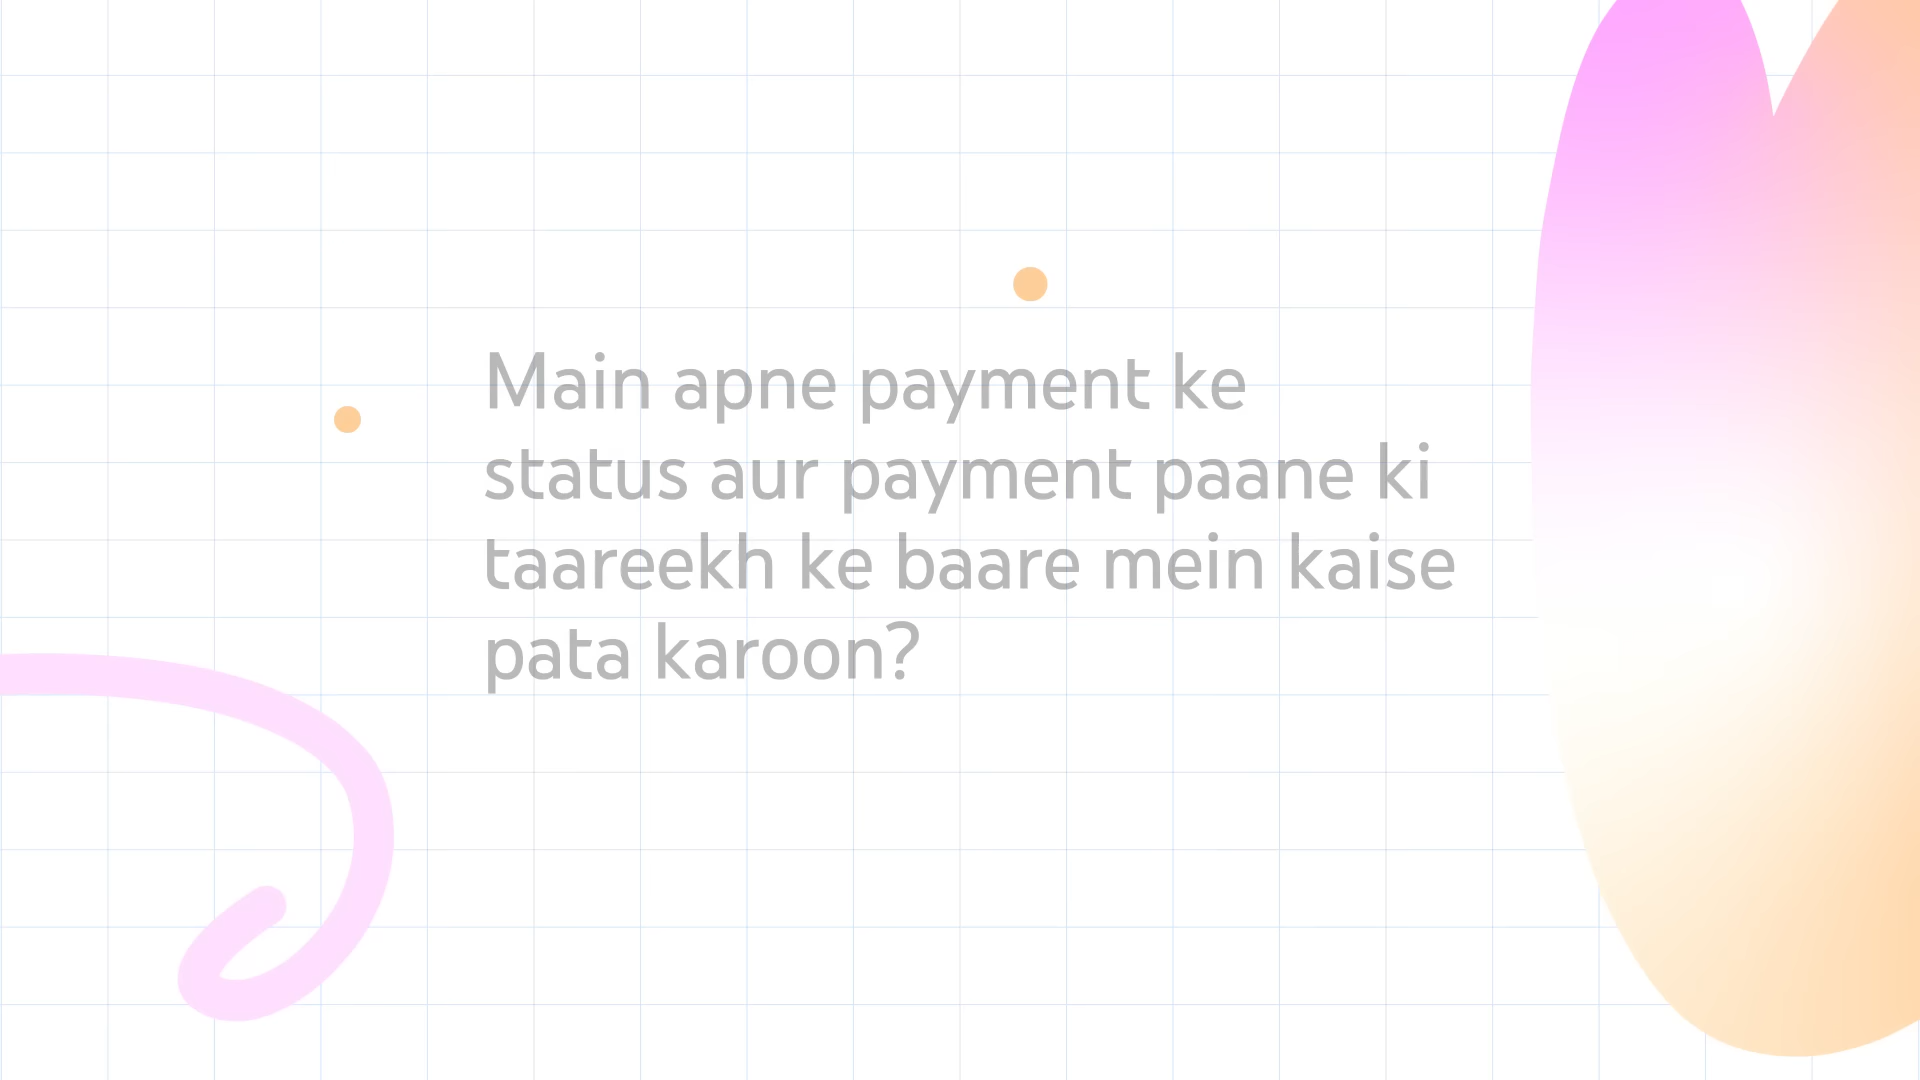 Main apne payment ke
status aur payment paane ki
taareekh ke baare mein kaise
pata karoon?